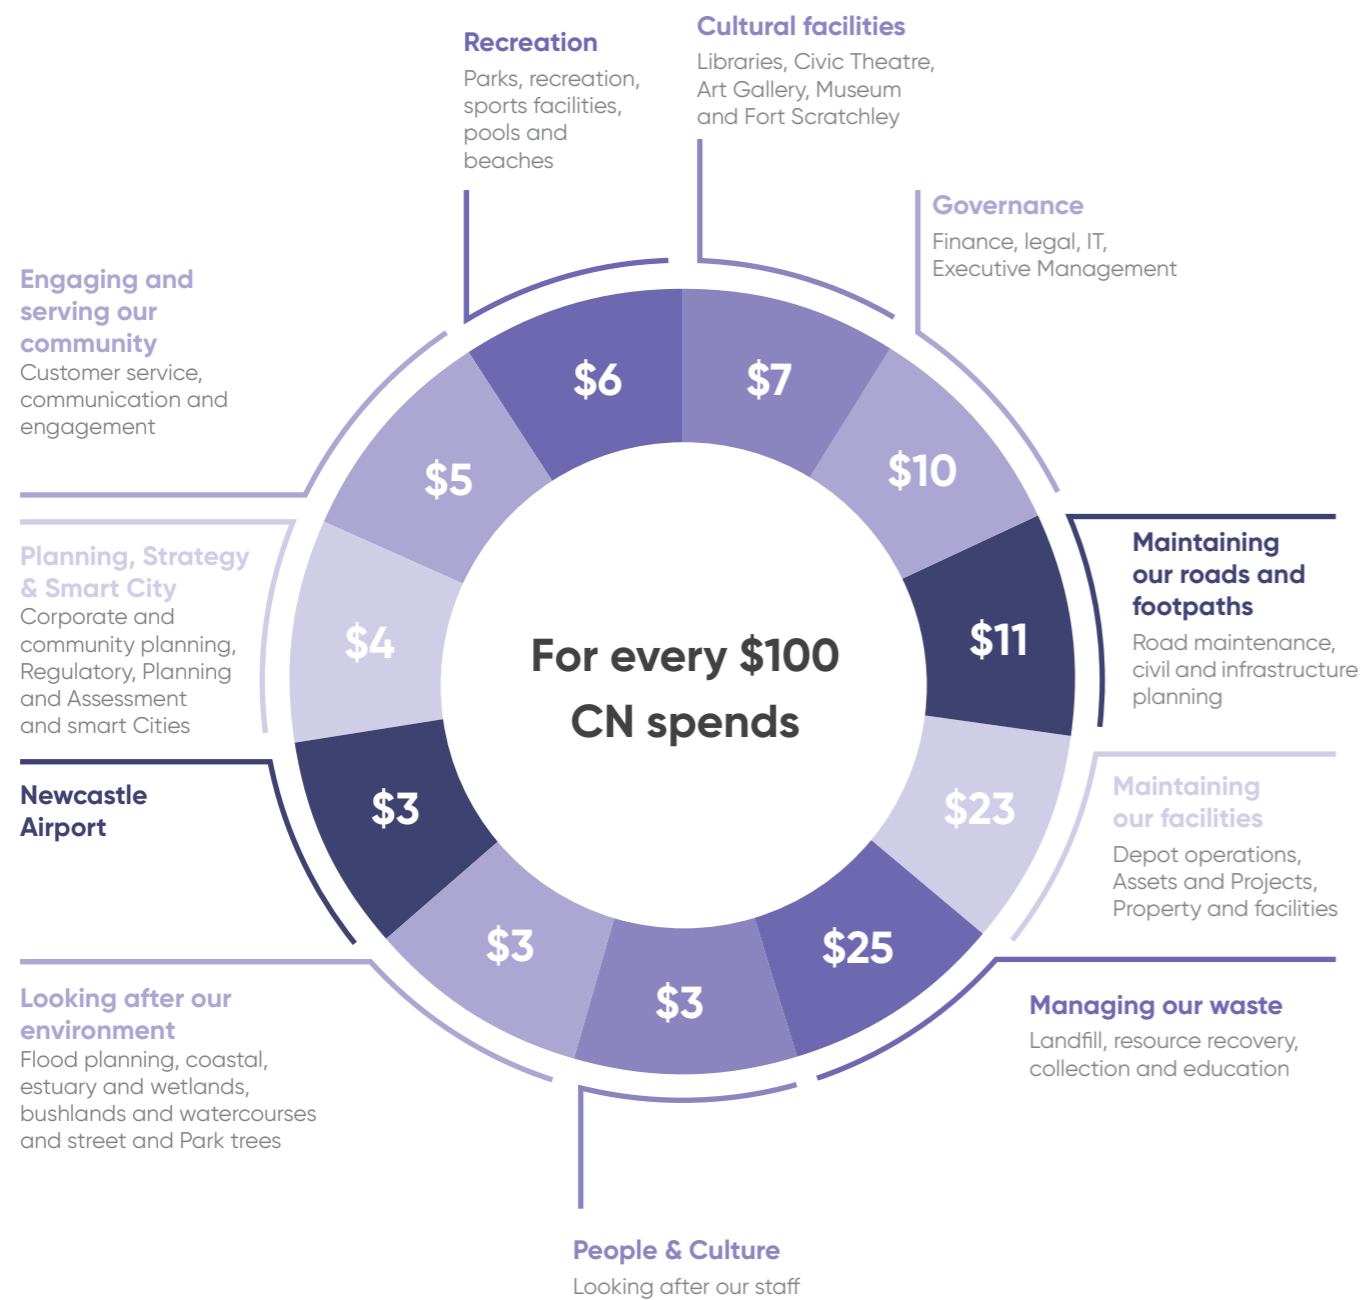 Recreation
Parks, recreation,
sports facilities,
pools and
beaches
Cultural facilities
Libraries, Civic Theatre,
Art Gallery, Museum
and Fort Scratchley
Governance
Finance, legal, IT,
Executive Management
Engaging and
serving our
community
Customer service,
communication and
engagement
Planning, Strategy
& Smart City
Corporate and
community planning,
Regulatory, Planning
and Assessment
and smart Cities
Newcastle
Airport
Looking after our
environment
Flood planning, coastal,
estuary and wetlands,
bushlands and watercourses
and street and Park trees
$6
$7
$5
$10
$4
$11
$3
$23
$3
$25
$3
For every $100
CN spends
Maintaining
our roads and
footpaths
Road maintenance,
civil and infrastructure
planning
Maintaining
our facilities
Depot operations,
Assets and Projects,
Property and facilities
Managing our waste
Landfill, resource recovery,
collection and education
People & Culture
Looking after our staff